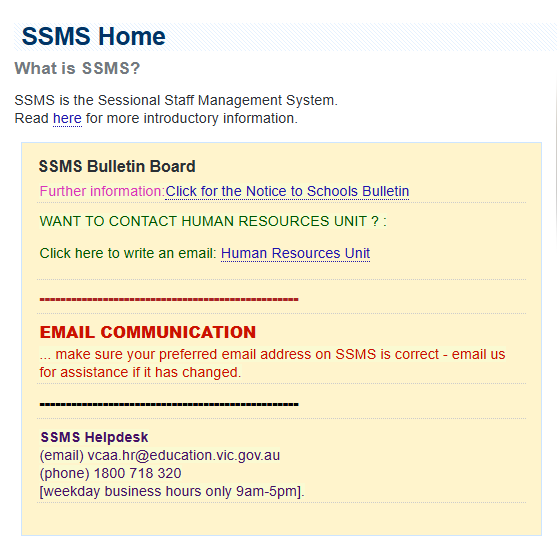 SSMS Home
What is SSMS?
SSMS is the Sessional Staff Management System.
Read here for more introductory information.
SSMS Bulletin Board
Further information:Click for the Notice to Schools Bulletin
WANT TO CONTACT HUMAN RESOURCES UNIT ? :
Click here to write an email: Human Resources Unit
-------------------------------------------------
EMAIL COMMUNICATION
... make sure your preferred email address on SSMS is correct - email us
for assistance if it has changed.
-------------------------------------------------
SSMS Helpdesk
(email) vcaa.hr@education.vic.gov.au
(phone) 1800 718 320
[weekday business hours only 9am-5pm].